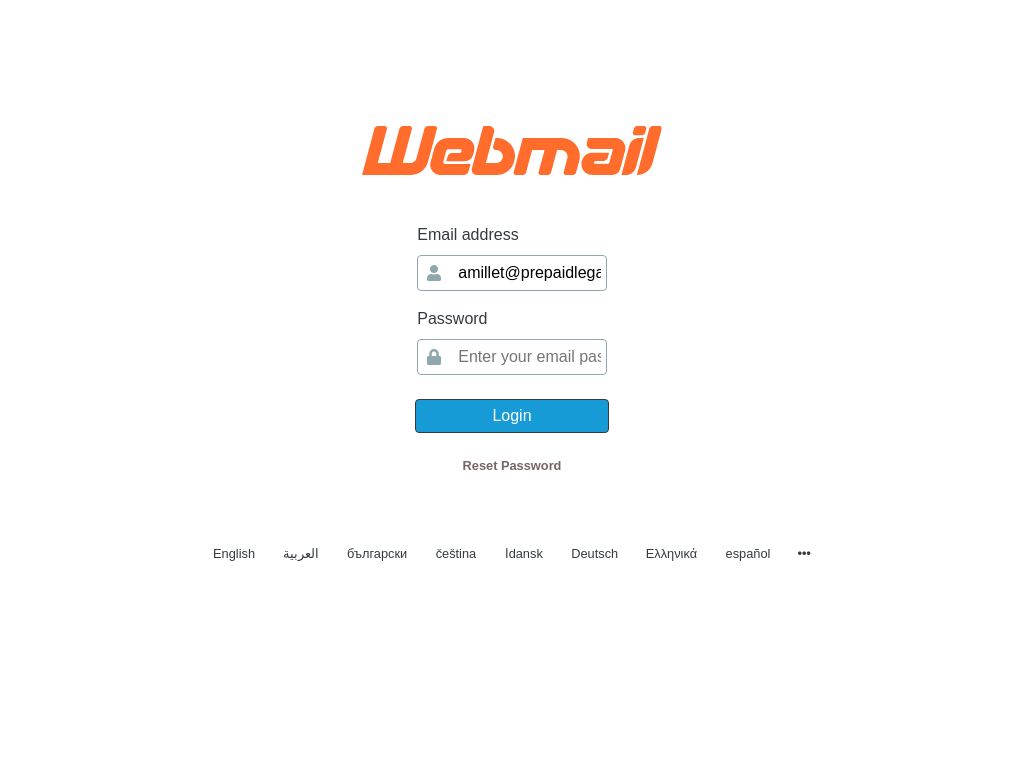 Webmail
Email address
amillet@prepaidlega
Password
Enter your email pas
Login
Reset Password
English العربية български čeština Idansk Deutsch Ελληνικά español •••